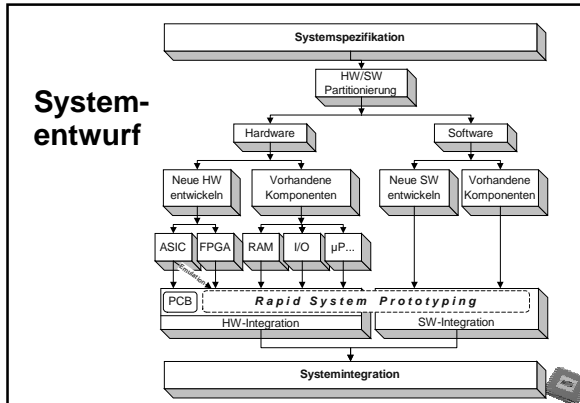 Systemspezifikation
HW/SW
Partitionierung
System-
entwurf
Hardware
Software
Neue HW
entwickeln
Vorhandene
Komponenten
Neue SW
entwickeln
Vorhandene
Komponenten
ASIC
FPGA
RAM
I/O
µP...
Emulation
PCB
Rapid System Prototyping
HW-Integration
SW-Integration
Systemintegration